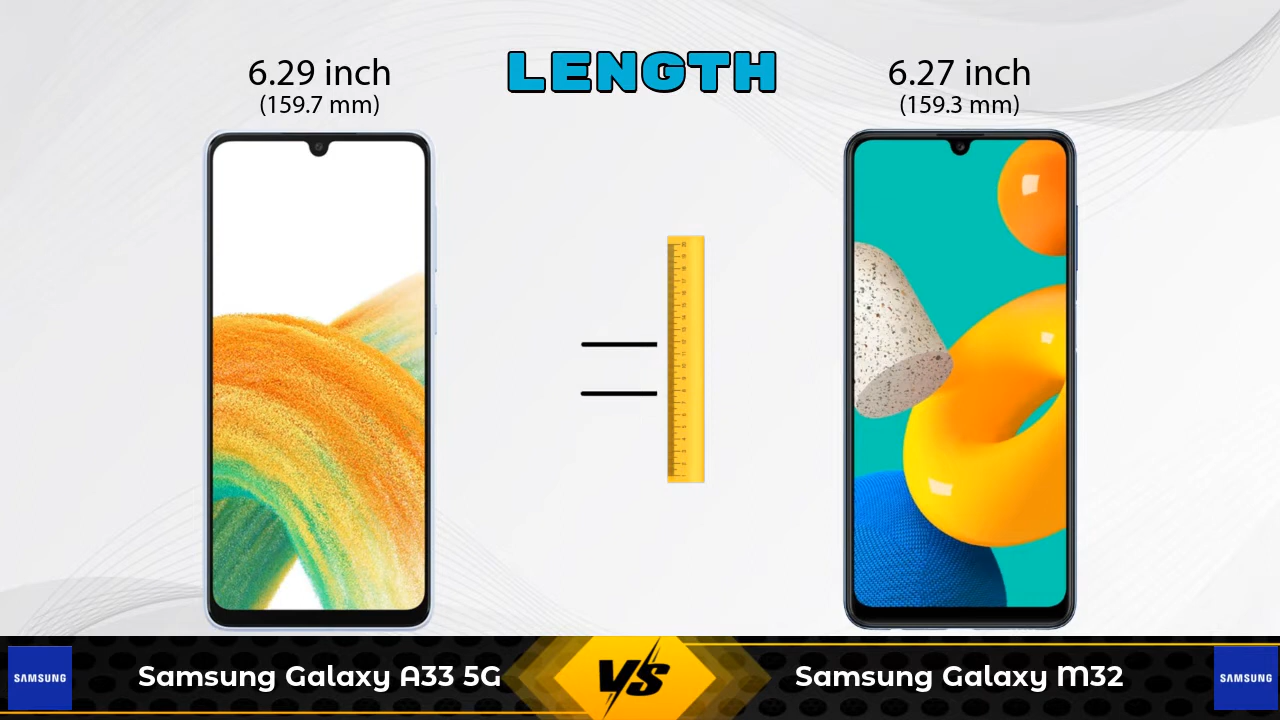 LENGTH
6.29 inch
(159.7 mm)
6.27 inch
(159.3 mm)
SAMSUNG
Samsung Galaxy A33 5G
VS
Samsung Galaxy M32
SAMSUNG